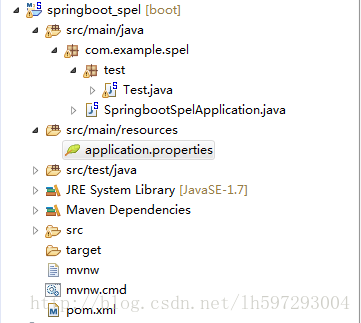 springboot_spel [boot]
src/main/java
com.example.spel
test
Test.java
SpringbootSpelApplication.java
src/main/resources
application.properties
src/test/java
JRE System Library [JavaSE-1.7]
Maven Dependencies
src
target
mvnw
mvnw.cmd
http://blog.csdn.net/lh597293004
pom.xml